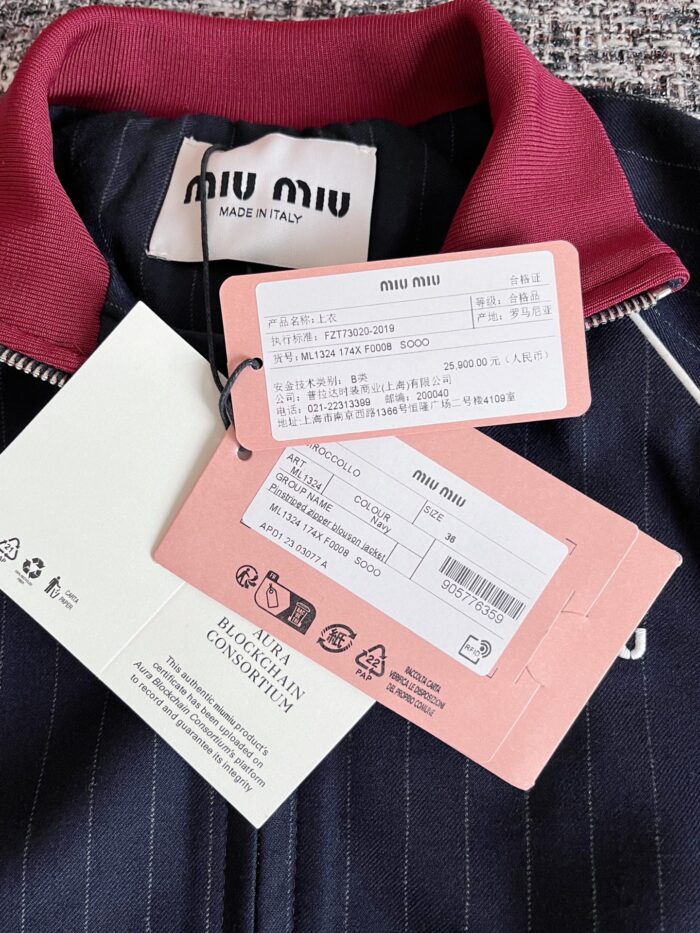 miu miu
MADE IN ITALY
miu miu
合格证
产品名称:上衣
等级: 合格品
执行标准: FZT73020-2019
产地: 罗马尼亚
货号: ML1324 174X F0008 SOOO
25,900.00 元（人民币）
安全技术类别: B类
公司: 普拉达时装商业(上海)有限公司
电话: 021-22313399 邮编: 200040
地址:上海市南京西路1366号恒隆广场二号楼4109室
miu miu
ART
ML1324
COLOUR
Navy
SIZE
36
GROUP NAME
Pinstriped zipper blouson jacket
ML1324 174X F0008 SOOO
APD1 23 03077 A
905776359
RFID
FR
紙
22
PAP
RACCOLTA CARTA
VERIFICA LE DISPOSIZIONI
DEL PROPRIO COMUNE
21
PAP
CARTA
PAPER
AURA
BLOCKCHAIN
CONSORTIUM
This authentic miumiu product's
certificate has been uploaded on
Aura Blockchain Consortium's platform
to record and guarantee its integrity